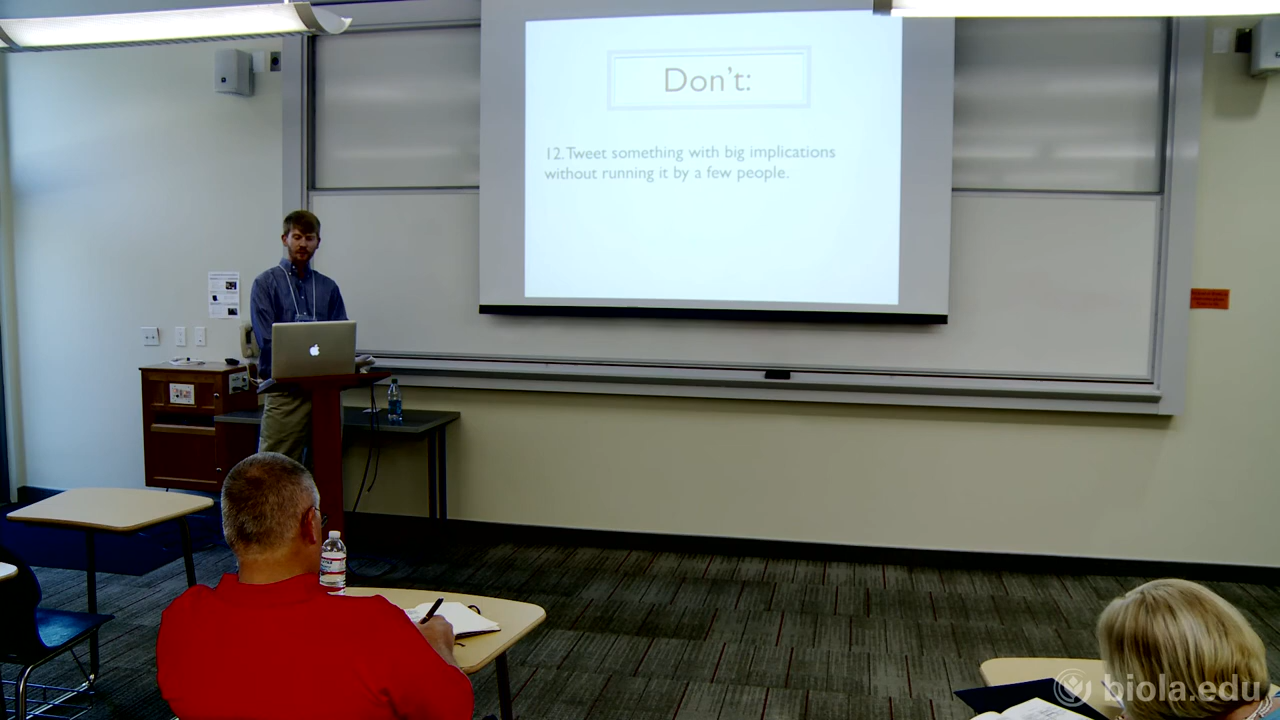 Don't:
12. Tweet something with big implications
without running it by a few people.
biola.edu